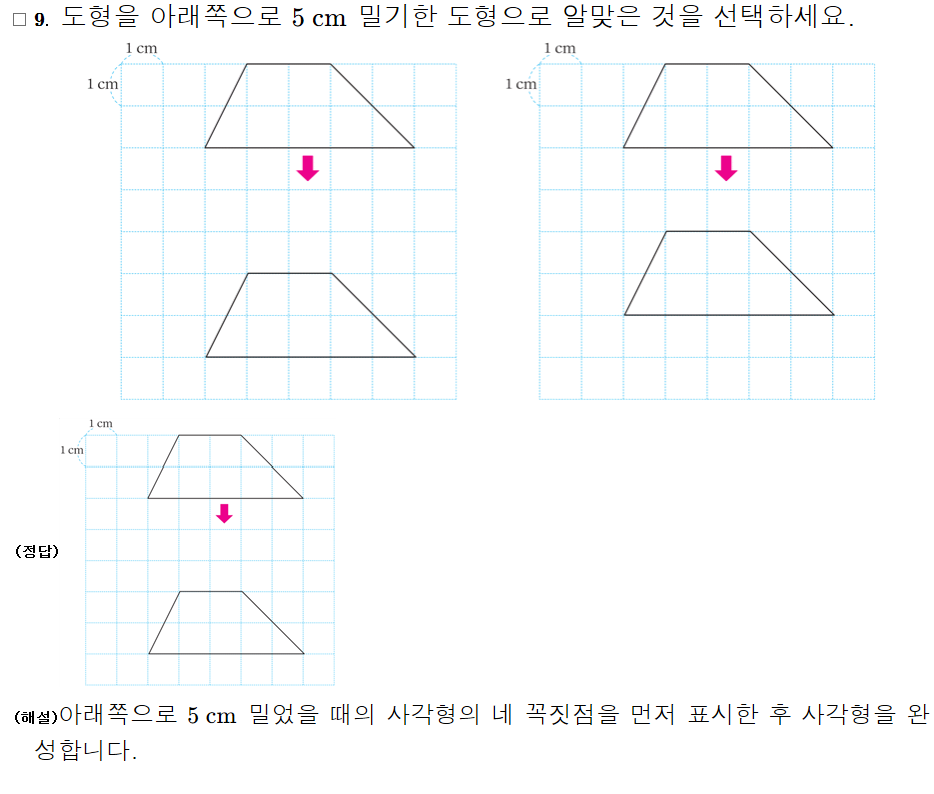 □ 9. 도형을 아래쪽으로 5 cm 밀기한 도형으로 알맞은 것을 선택하세요.
1 cm 1 cm
1 cm 1 cm
1 cm
1 cm
(정답)
(해설)아래쪽으로 5 cm 밀었을 때의 사각형의 네 꼭짓점을 먼저 표시한 후 사각형을 완
성합니다.